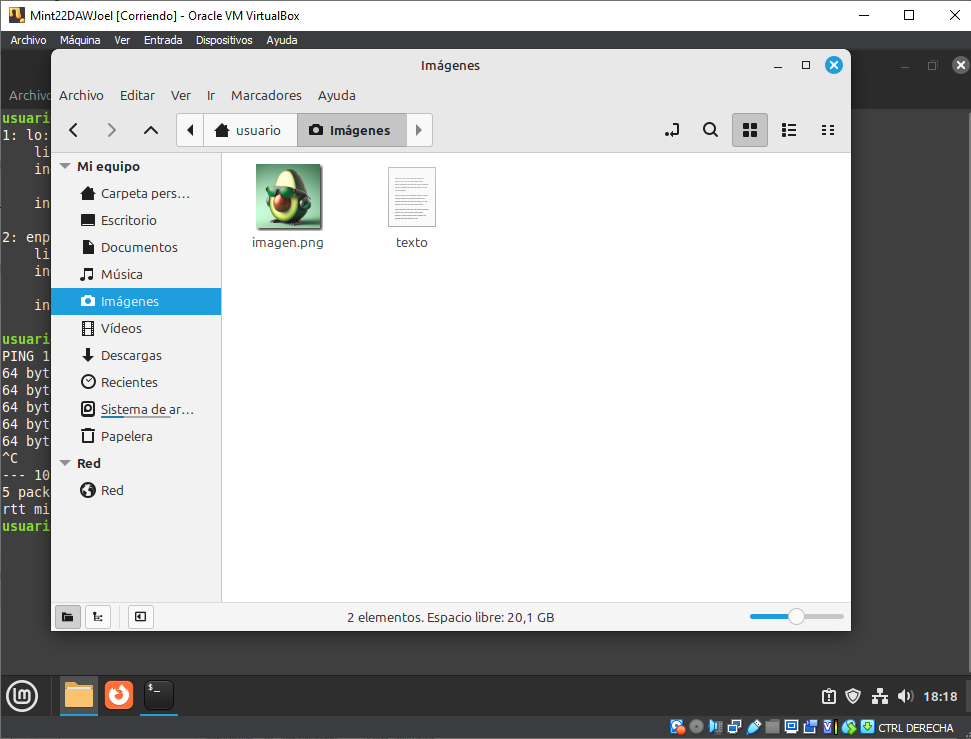 Mint22DAWJoel [Corriendo] - Oracle VM VirtualBox
Archivo Máquina Ver Entrada Dispositivos Ayuda
Imágenes
Archivo Editar Ver Ir Marcadores Ayuda
usuario Imágenes
Mi equipo
Carpeta pers...
Escritorio
Documentos
Música
Imágenes
Vídeos
Descargas
Recientes
Sistema de ar...
Papelera
Red
Red
imagen.png
texto
2 elementos. Espacio libre: 20,1 GB
Archivo
usuari
1: lo:
li
in
in
2: enp
li
in
in
usuari
PING 1
64 byt
64 byt
64 byt
64 byt
64 byt
^C
--- 10
5 pack
rtt mi
usuari
$_
18:18
CTRL DERECHA